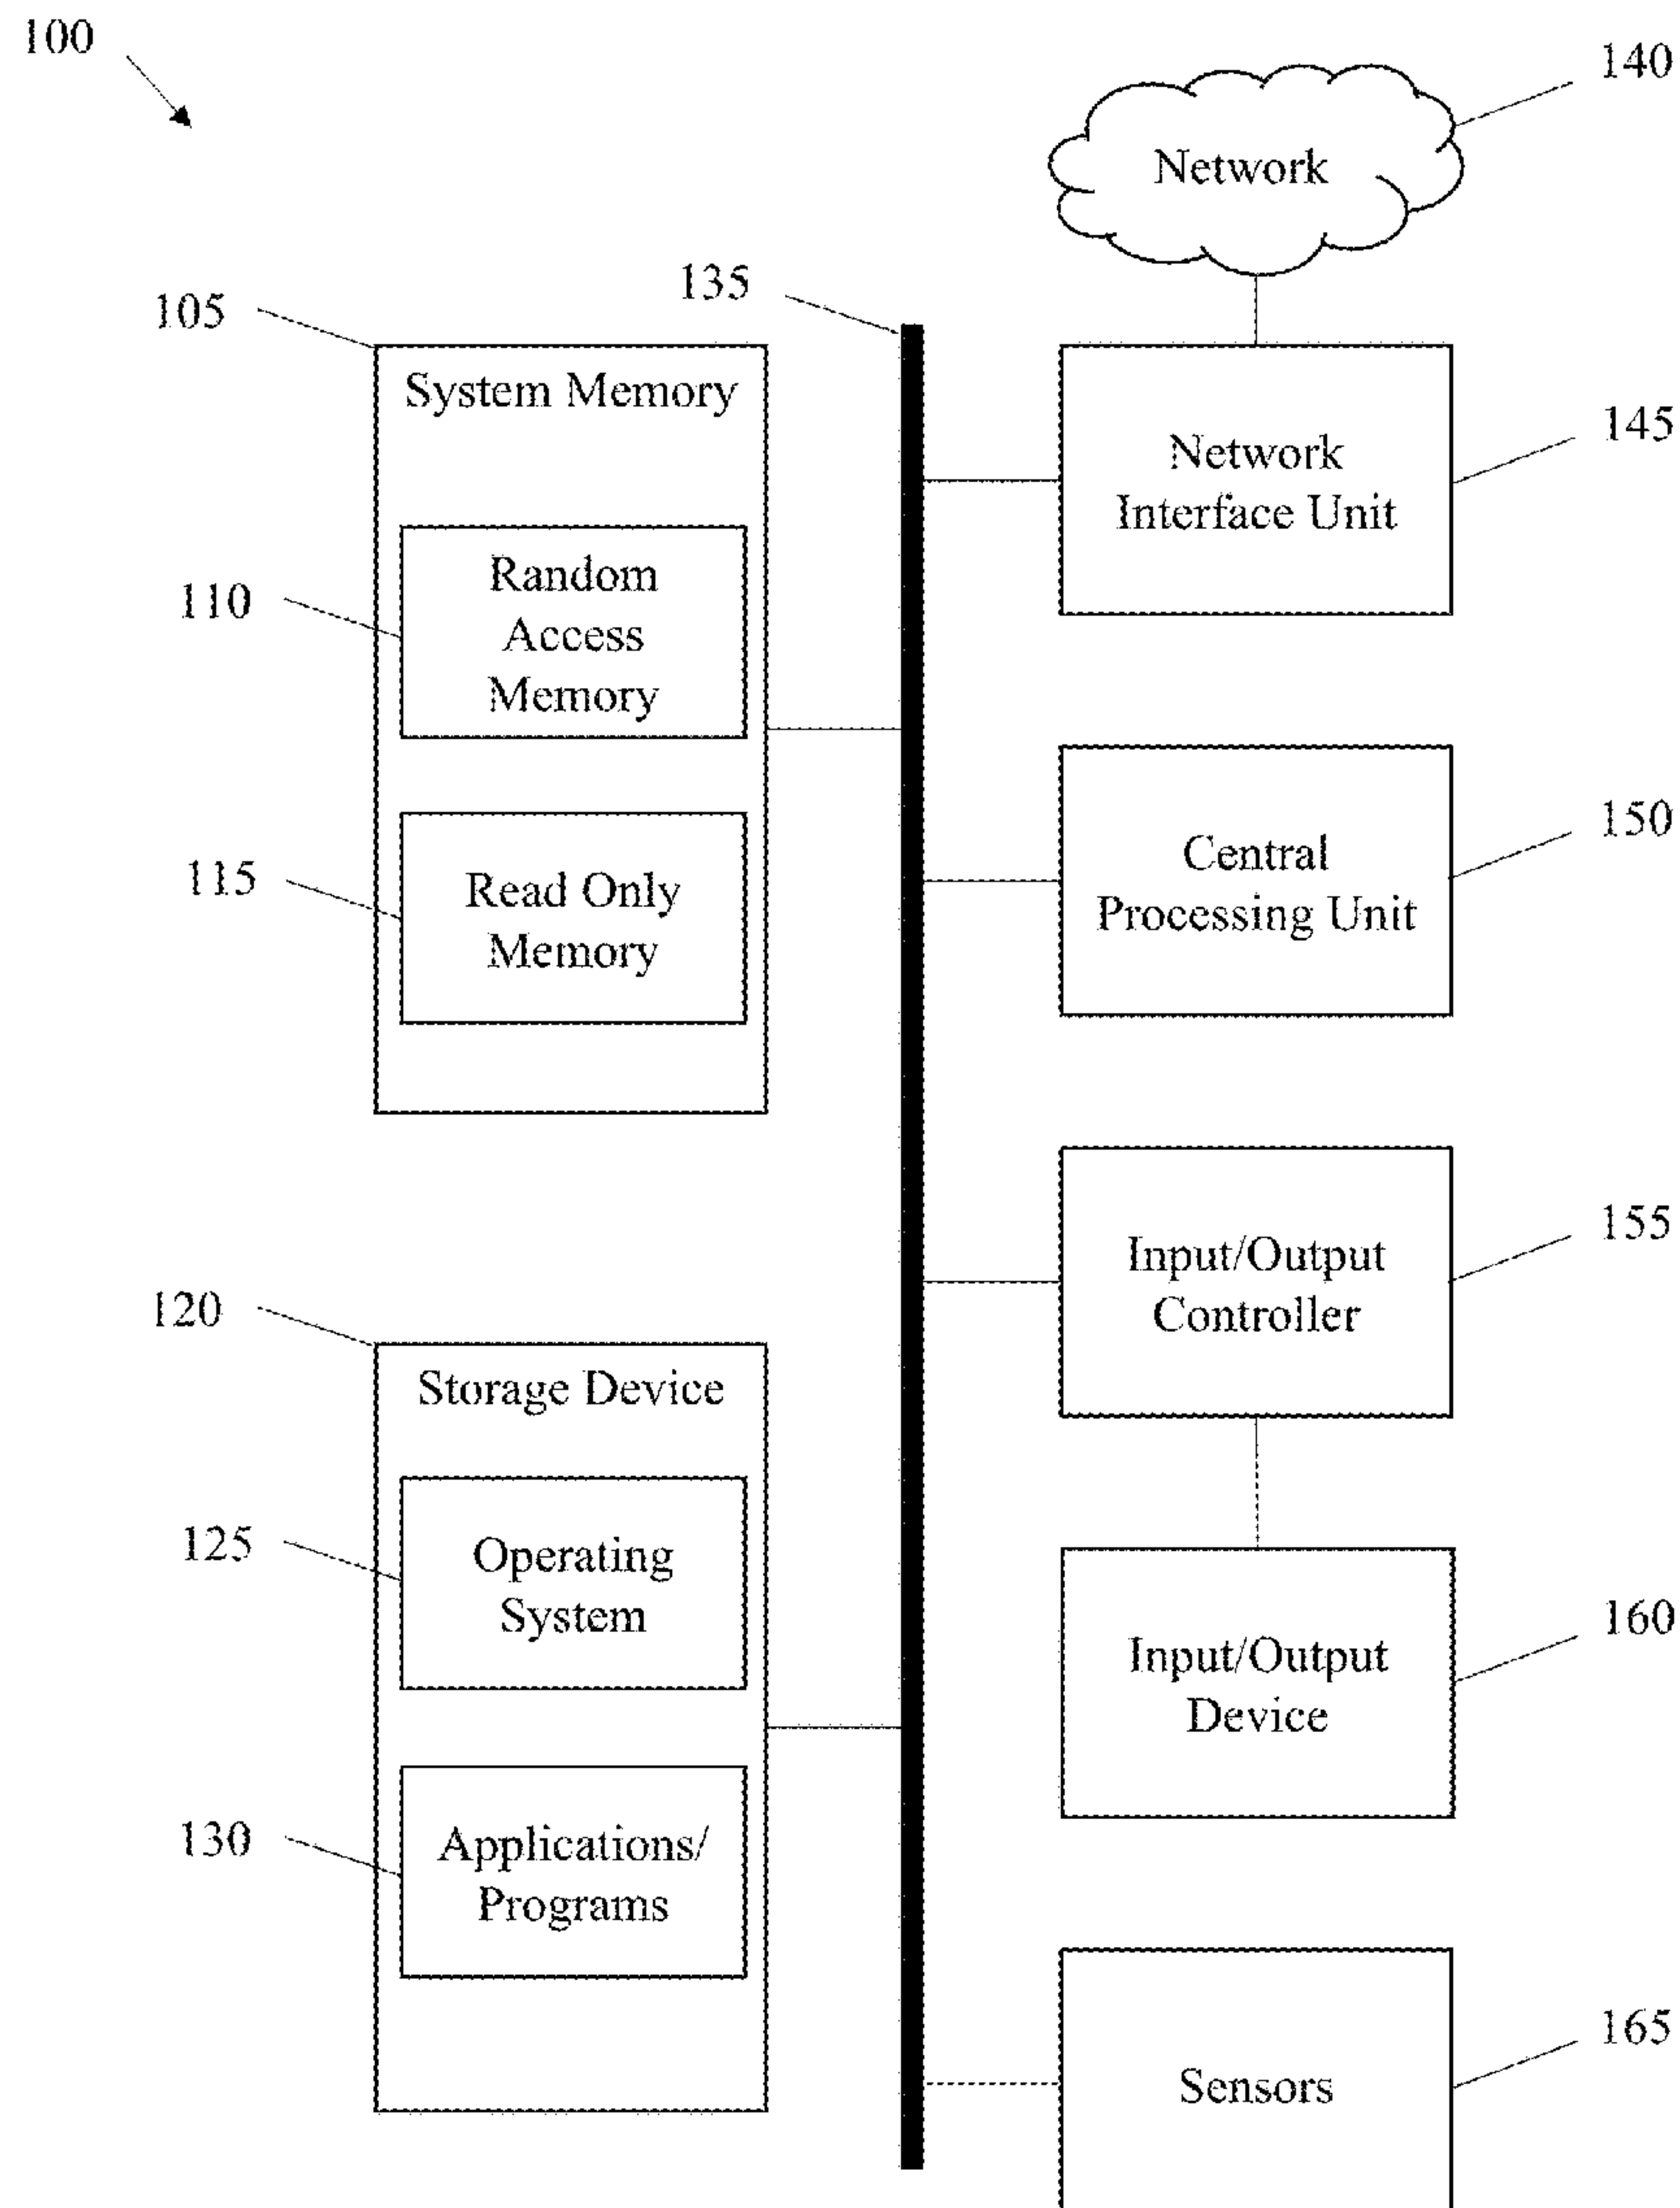 100
140
Network
135
105
System Memory
145
Network
Interface Unit
110
Random
Access
Memory
150
Central
Processing Unit
115
Read Only
Memory
155
Input/Output
Controller
120
Storage Device
125
Operating
System
160
Input/Output
Device
130
Applications/
Programs
165
Sensors